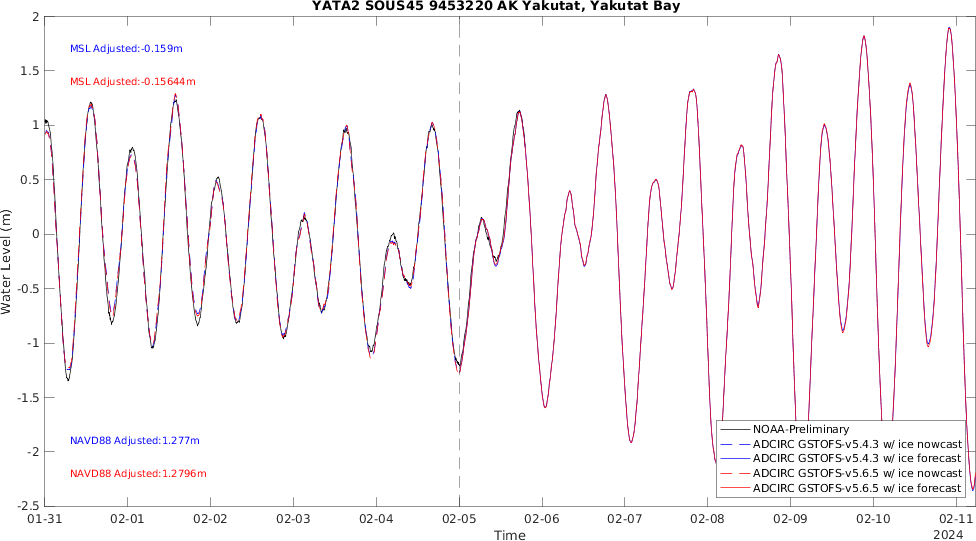 YATA2 SOUS45 9453220 AK Yakutat, Yakutat Bay
2
1.5
1
0.5
0
-0.5
-1
-1.5
-2
-2.5
Water Level (m)
MSL Adjusted:-0.159m
MSL Adjusted:-0.15644m
NAVD88 Adjusted:1.277m
NAVD88 Adjusted:1.2796m
NOAA-Preliminary
ADCIRC GSTOFS-v5.4.3 w/ ice nowcast
ADCIRC GSTOFS-v5.4.3 w/ ice forecast
ADCIRC GSTOFS-v5.6.5 w/ ice nowcast
ADCIRC GSTOFS-v5.6.5 w/ ice forecast
01-31 02-01 02-02 02-03 02-04 02-05 02-06 02-07 02-08 02-09 02-10 02-11
Time
2024